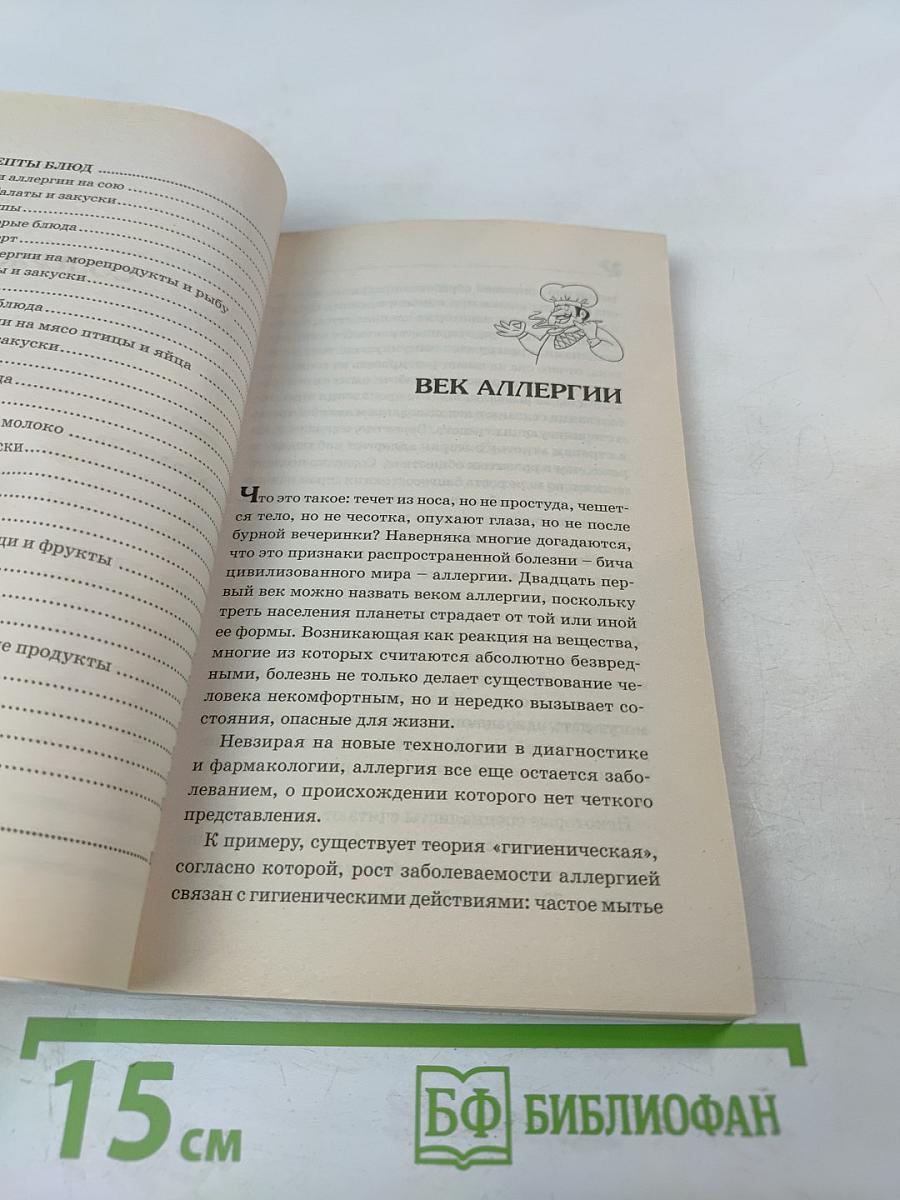 ЕПТЫ БЛЮД
и аллергии на сою
алаты и закуски
пы
орые блюда
ерт
ергии на морепродукты и рыбу
ы и закуски
блюда
ии на мясо птицы и яйца
закуски
да
молоко
ски
щи и фрукты
е продукты
ВЕК АЛЛЕРГИИ
Что это такое: течет из носа, но не простуда, чешет-
ся тело, но не чесотка, опухают глаза, но не после
бурной вечеринки? Наверняка многие догадаются,
что это признаки распространенной болезни – бича
цивилизованного мира – аллергии. Двадцать пер-
вый век можно назвать веком аллергии, поскольку
треть населения планеты страдает от той или иной
ее формы. Возникающая как реакция на вещества,
многие из которых считаются абсолютно безвред-
ными, болезнь не только делает существование че-
ловека некомфортным, но и нередко вызывает со-
стояния, опасные для жизни.
Невзирая на новые технологии в диагностике
и фармакологии, аллергия все еще остается забо-
леванием, о происхождении которого нет четкого
представления.
К примеру, существует теория «гигиеническая»,
согласно которой, рост заболеваемости аллергией
связан с гигиеническими действиями: частое мытье
15 см
БФ БИБЛИОФАН